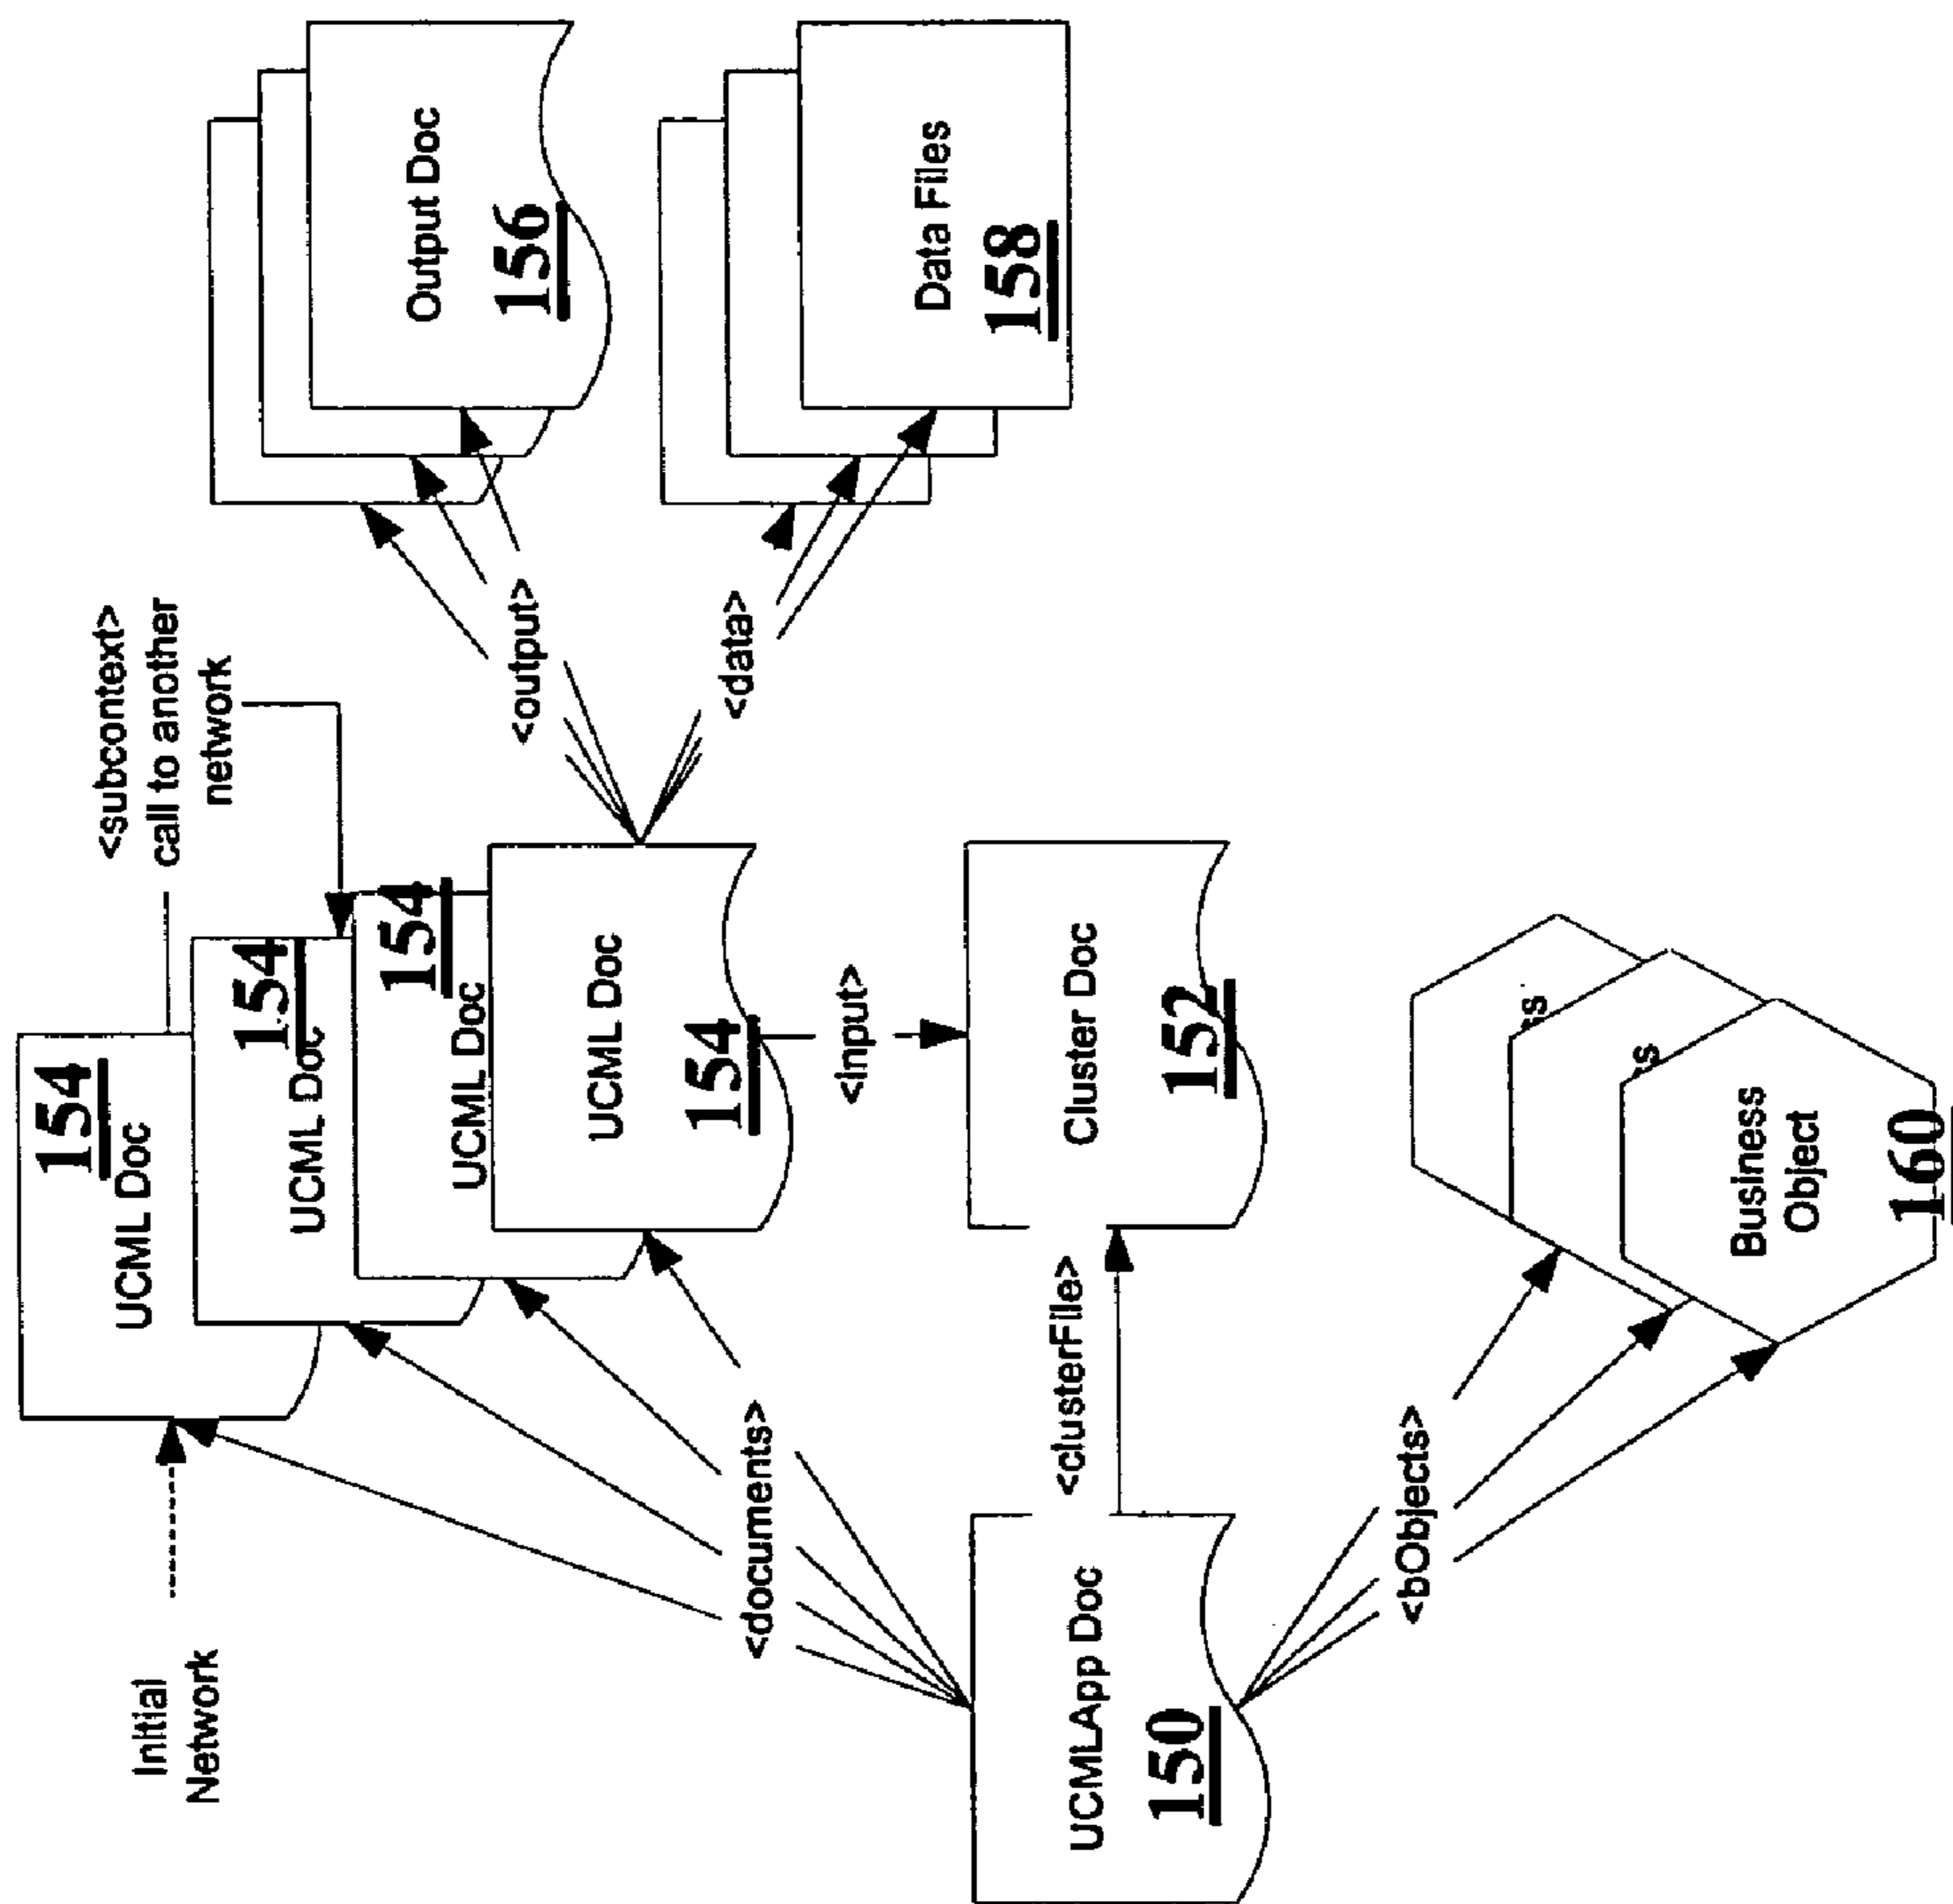 Initial
Network
154
UCML Doc
<subcontext>
call to another
network
154
UCML Doc
154
UCML Doc
UCML Doc
154
<output>
Output Doc
156
<documents>
<data>
<input>
Data Files
158
UCMLApp Doc
150
<clusterFile>
Cluster Doc
152
<bObjects>
Business
Object
160